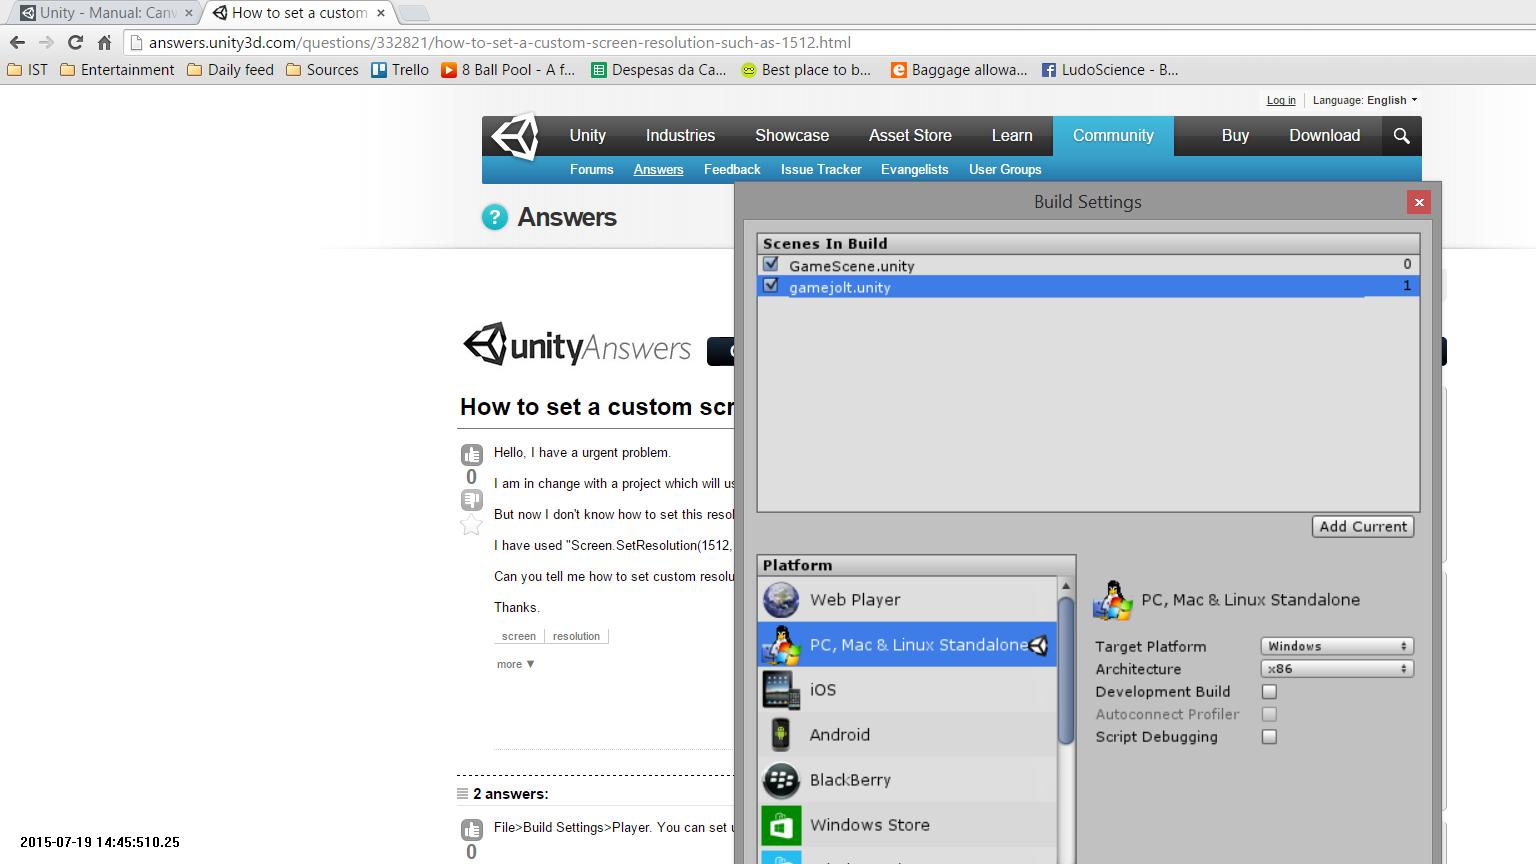 Unity - Manual: Can
How to set a custom
answers.unity3d.com/questions/332821/how-to-set-a-custom-screen-resolution-such-as-1512.html
IST Entertainment Daily feed Sources Trello 8 Ball Pool - A f... Despesas da Ca... Best place to b... Baggage allowa... LudoScience - B...
Log in Language: English
Unity Industries Showcase Asset Store Learn Community Buy Download
Forums Answers Feedback Issue Tracker Evangelists User Groups
? Answers
unityAnswers
How to set a custom scr
Hello, I have a urgent problem.
0
I am in change with a project which will us
But now I don't know how to set this resol
I have used "Screen.SetResolution(1512,
Can you tell me how to set custom resolu
Thanks.
screen resolution
more ▼
2 answers:
File>Build Settings>Player. You can set u
0
2015-07-19 14:45:510.25
Build Settings
Scenes In Build
GameScene.unity 0
gamejolt.unity 1
Add Current
Platform
Web Player
PC, Mac & Linux Standalone
iOS
Android
BlackBerry
Windows Store
PC, Mac & Linux Standalone
Target Platform Windows
Architecture x86
Development Build
Autoconnect Profiler
Script Debugging